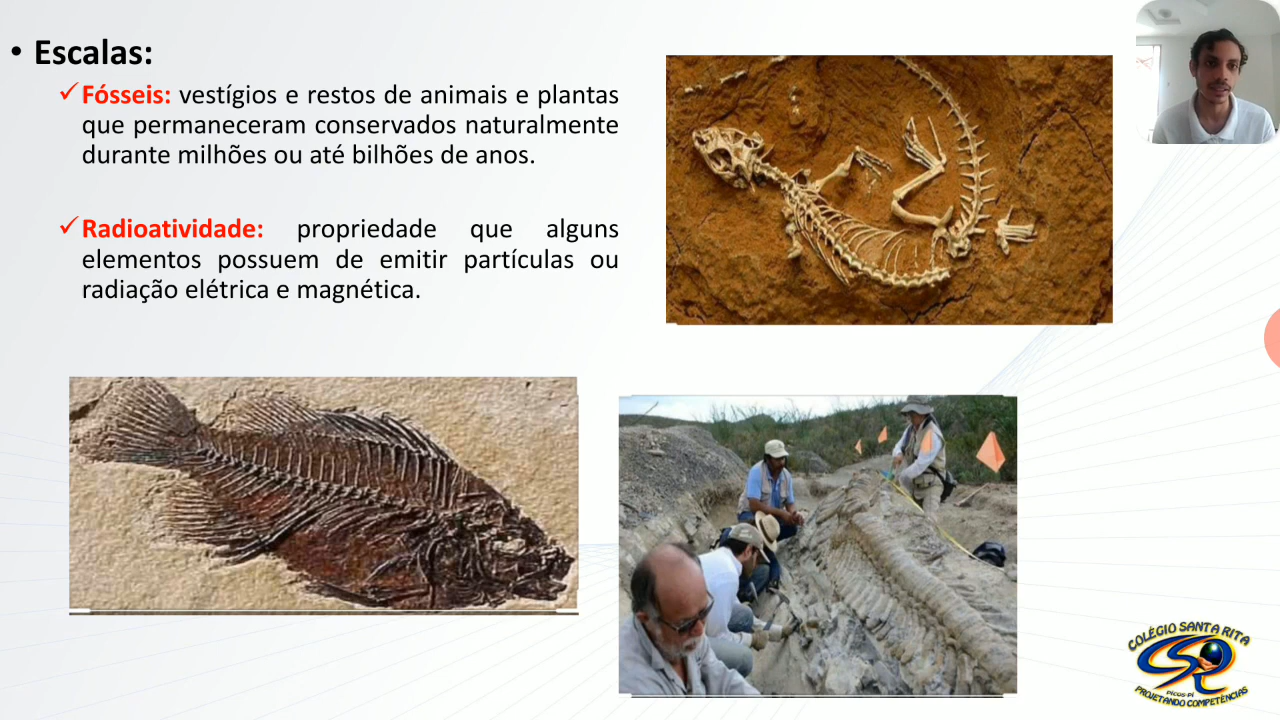 • Escalas:
✓Fósseis: vestígios e restos de animais e plantas
que permaneceram conservados naturalmente
durante milhões ou até bilhões de anos.
✓Radioatividade: propriedade que alguns
elementos possuem de emitir partículas ou
radiação elétrica e magnética.
COLÉGIO SANTA RITA
PICOS-PI
PROJETANDO COMPETÊNCIAS